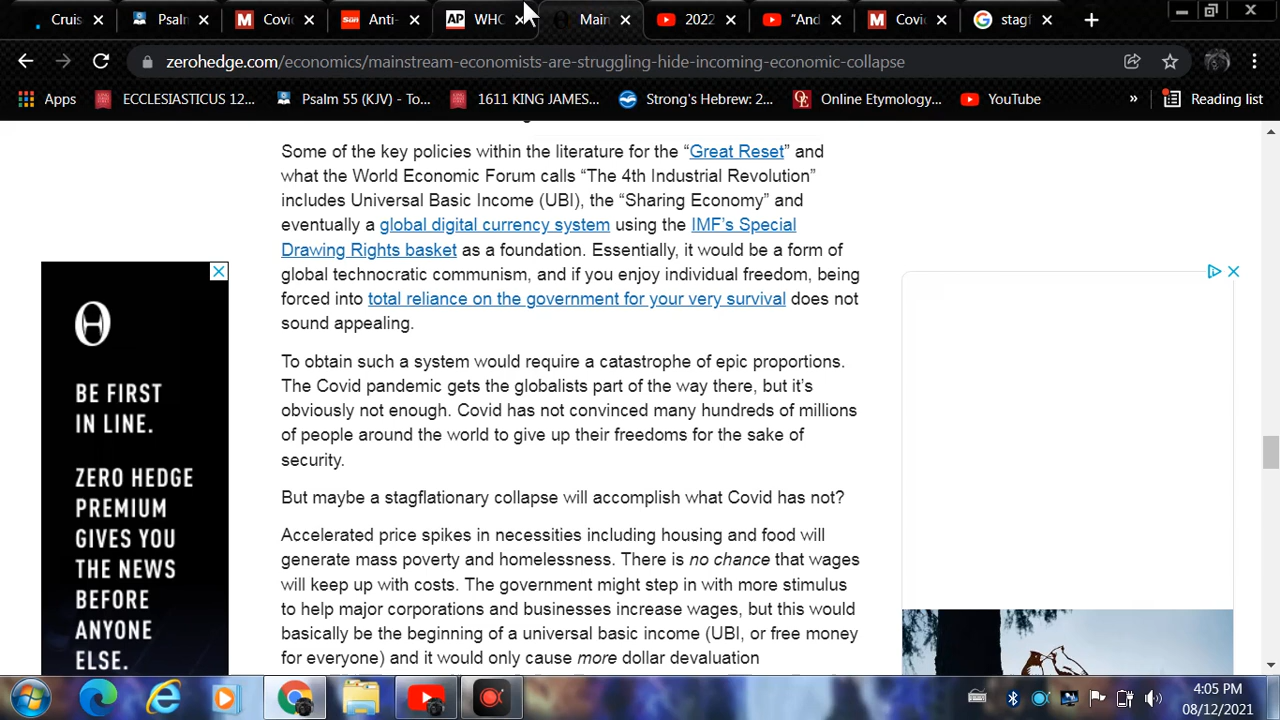 Cruis
Psaln
Covi
Anti-
WHO
Main
2022
"And
Covi
stagf
zerohedge.com/economics/mainstream-economists-are-struggling-hide-incoming-economic-collapse
Apps
ECCLESIASTICUS 12...
Psalm 55 (KJV) - To...
1611 KING JAMES...
Strong's Hebrew: 2...
Online Etymology...
YouTube
»
Reading list
Some of the key policies within the literature for the “Great Reset” and
what the World Economic Forum calls “The 4th Industrial Revolution”
includes Universal Basic Income (UBI), the “Sharing Economy” and
eventually a global digital currency system using the IMF’s Special
Drawing Rights basket as a foundation. Essentially, it would be a form of
global technocratic communism, and if you enjoy individual freedom, being
forced into total reliance on the government for your very survival does not
sound appealing.
To obtain such a system would require a catastrophe of epic proportions.
The Covid pandemic gets the globalists part of the way there, but it’s
obviously not enough. Covid has not convinced many hundreds of millions
of people around the world to give up their freedoms for the sake of
security.
But maybe a stagflationary collapse will accomplish what Covid has not?
Accelerated price spikes in necessities including housing and food will
generate mass poverty and homelessness. There is no chance that wages
will keep up with costs. The government might step in with more stimulus
to help major corporations and businesses increase wages, but this would
basically be the beginning of a universal basic income (UBI, or free money
for everyone) and it would only cause more dollar devaluation
BE FIRST
IN LINE.
ZERO HEDGE
PREMIUM
GIVES YOU
THE NEWS
BEFORE
ANYONE
ELSE.
4:05 PM
08/12/2021